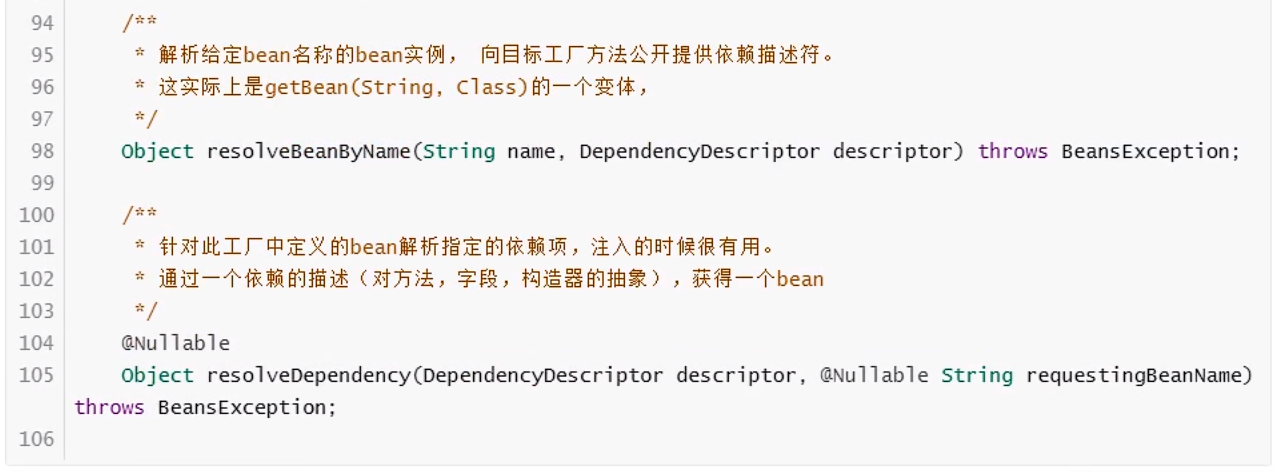 94 /**
95 * 解析给定bean名称的bean实例， 向目标工厂方法公开提供依赖描述符。
96 * 这实际上是getBean(String, Class)的一个变体，
97 */
98 Object resolveBeanByName(String name, DependencyDescriptor descriptor) throws BeansException;
99
100 /**
101 * 针对此工厂中定义的bean解析指定的依赖项，注入的时候很有用。
102 * 通过一个依赖的描述（对方法，字段，构造器的抽象），获得一个bean
103 */
104 @Nullable
105 Object resolveDependency(DependencyDescriptor descriptor, @Nullable String requestingBeanName)
throws BeansException;
106